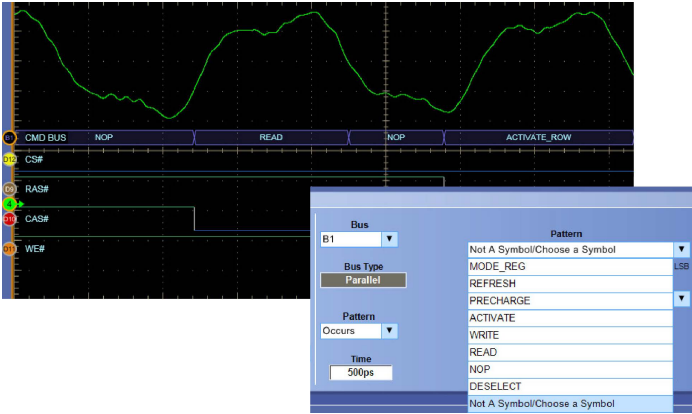 B1 CMD BUS NOP READ NOP ACTIVATE_ROW
D12 CS#
D9 RAS#
4
D10 CAS#
D11 WE#
Bus
B1
Bus Type
Parallel
Pattern
Occurs
Time
500ps
Pattern
Not A Symbol/Choose a Symbol
LSB
MODE_REG
REFRESH
PRECHARGE
ACTIVATE
WRITE
READ
NOP
DESELECT
Not A Symbol/Choose a Symbol